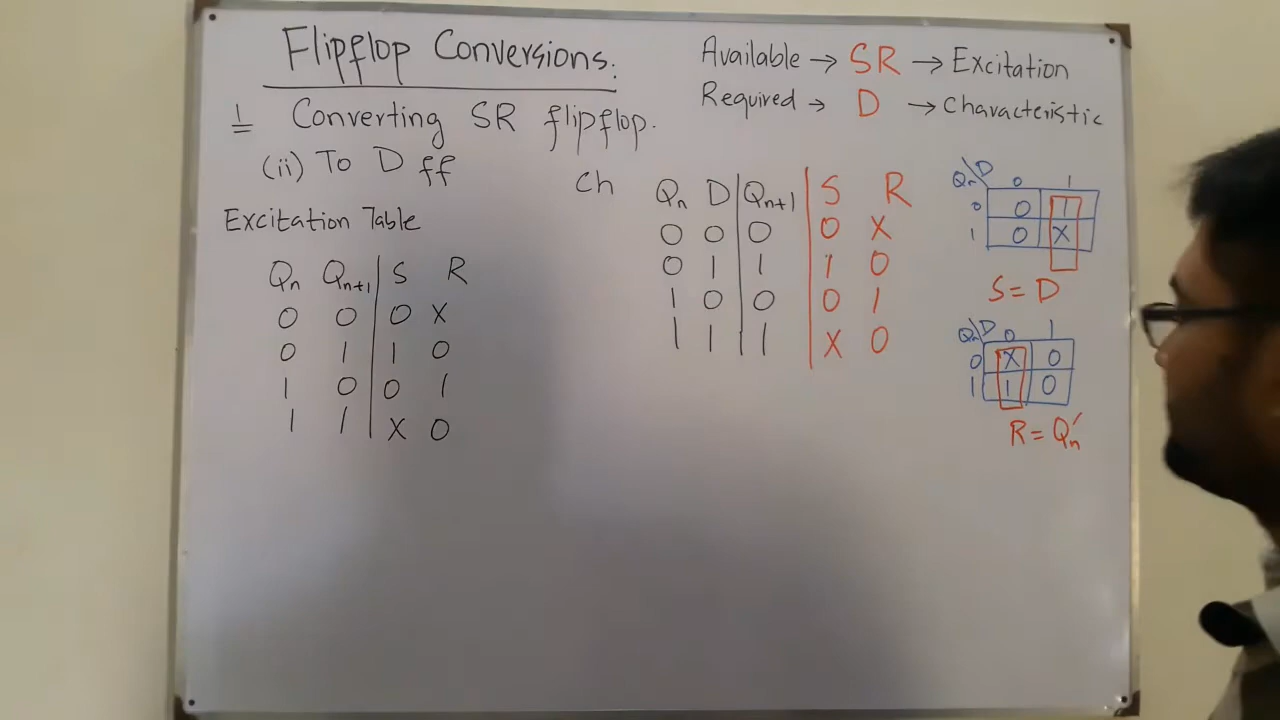 Flipflop Conversions:
1 Converting SR flipflop.
(ii) To D ff
Available → SR → Excitation
Required → D → Characteristic
Excitation Table
Qn Qn+1 S R
0 0 0 X
0 1 1 0
1 0 0 1
1 1 X 0
Ch
Qn D Qn+1 S R
0 0 0 0 X
0 1 1 1 0
1 0 0 0 1
1 1 1 X 0
Qn\D 0 1
0 0 1
1 0 X
S = D
Qn\D 0 1
0 X 0
1 1 0
R = Qn'